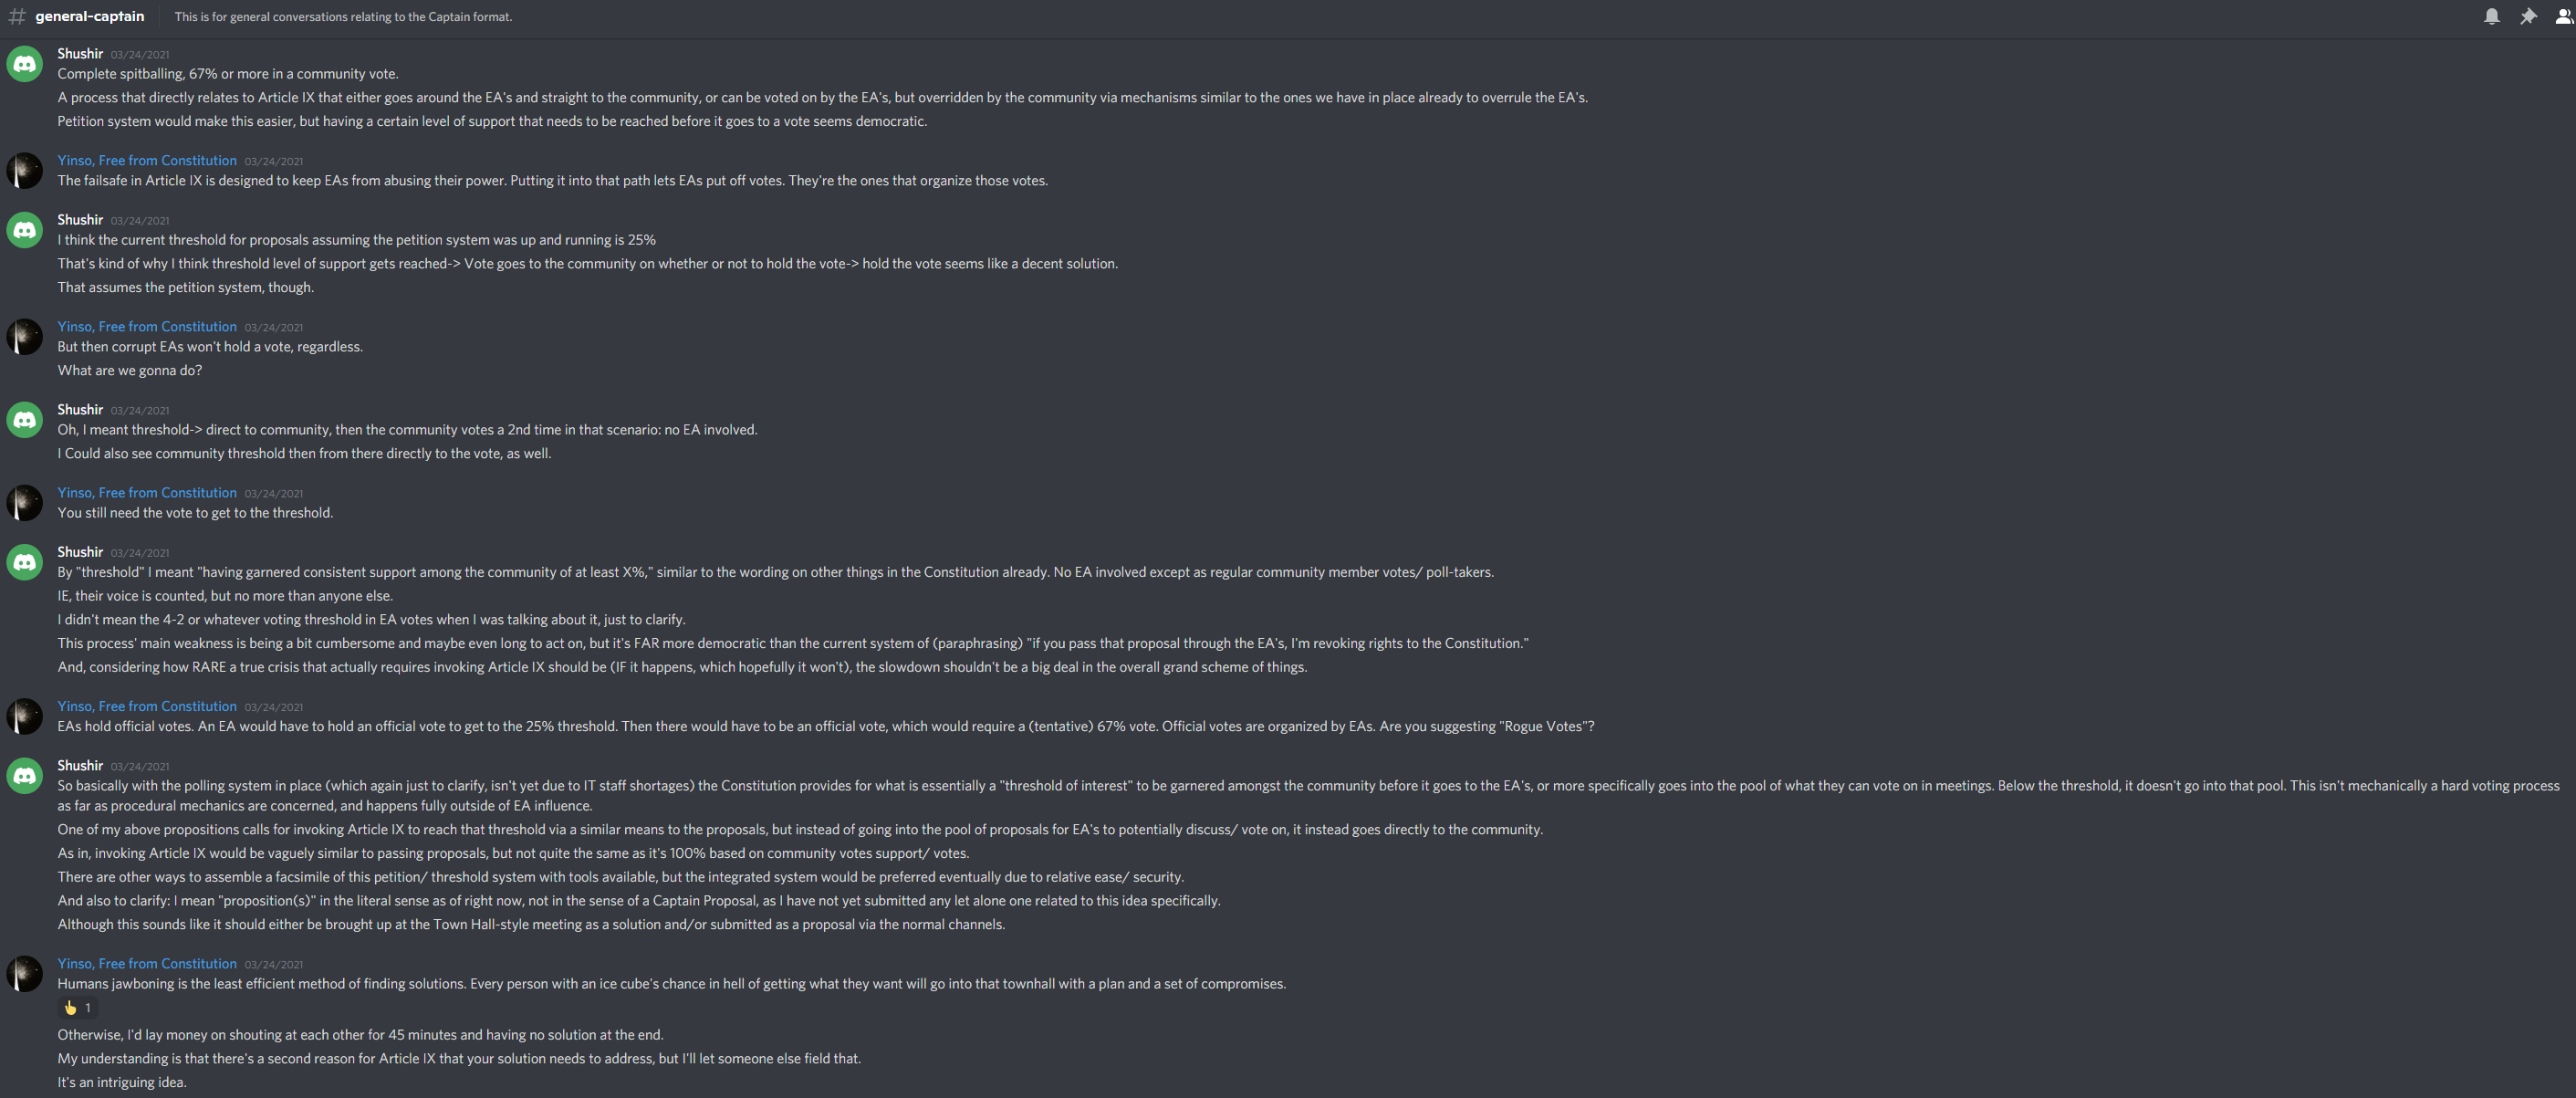 # general-captain This is for general conversations relating to the Captain format.
Shushir 03/24/2021
Complete spitballing, 67% or more in a community vote.
A process that directly relates to Article IX that either goes around the EA's and straight to the community, or can be voted on by the EA's, but overridden by the community via mechanisms similar to the ones we have in place already to overrule the EA's.
Petition system would make this easier, but having a certain level of support that needs to be reached before it goes to a vote seems democratic.
Yinso, Free from Constitution 03/24/2021
The failsafe in Article IX is designed to keep EAs from abusing their power. Putting it into that path lets EAs put off votes. They're the ones that organize those votes.
Shushir 03/24/2021
I think the current threshold for proposals assuming the petition system was up and running is 25%
That's kind of why I think threshold level of support gets reached-> Vote goes to the community on whether or not to hold the vote-> hold the vote seems like a decent solution.
That assumes the petition system, though.
Yinso, Free from Constitution 03/24/2021
But then corrupt EAs won't hold a vote, regardless.
What are we gonna do?
Shushir 03/24/2021
Oh, I meant threshold-> direct to community, then the community votes a 2nd time in that scenario: no EA involved.
I Could also see community threshold then from there directly to the vote, as well.
Yinso, Free from Constitution 03/24/2021
You still need the vote to get to the threshold.
Shushir 03/24/2021
By "threshold" I meant "having garnered consistent support among the community of at least X%," similar to the wording on other things in the Constitution already. No EA involved except as regular community member votes/ poll-takers.
IE, their voice is counted, but no more than anyone else.
I didn't mean the 4-2 or whatever voting threshold in EA votes when I was talking about it, just to clarify.
This process' main weakness is being a bit cumbersome and maybe even long to act on, but it's FAR more democratic than the current system of (paraphrasing) "if you pass that proposal through the EA's, I'm revoking rights to the Constitution."
And, considering how RARE a true crisis that actually requires invoking Article IX should be (IF it happens, which hopefully it won't), the slowdown shouldn't be a big deal in the overall grand scheme of things.
Yinso, Free from Constitution 03/24/2021
EAs hold official votes. An EA would have to hold an official vote to get to the 25% threshold. Then there would have to be an official vote, which would require a (tentative) 67% vote. Official votes are organized by EAs. Are you suggesting "Rogue Votes"?
Shushir 03/24/2021
So basically with the polling system in place (which again just to clarify, isn't yet due to IT staff shortages) the Constitution provides for what is essentially a "threshold of interest" to be garnered amongst the community before it goes to the EA's, or more specifically goes into the pool of what they can vote on in meetings. Below the threshold, it doesn't go into that pool. This isn't mechanically a hard voting process
as far as procedural mechanics are concerned, and happens fully outside of EA influence.
One of my above propositions calls for invoking Article IX to reach that threshold via a similar means to the proposals, but instead of going into the pool of proposals for EA's to potentially discuss/ vote on, it instead goes directly to the community.
As in, invoking Article IX would be vaguely similar to passing proposals, but not quite the same as it's 100% based on community votes support/ votes.
There are other ways to assemble a facsimile of this petition/ threshold system with tools available, but the integrated system would be preferred eventually due to relative ease/ security.
And also to clarify: I mean "proposition(s)" in the literal sense as of right now, not in the sense of a Captain Proposal, as I have not yet submitted any let alone one related to this idea specifically.
Although this sounds like it should either be brought up at the Town Hall-style meeting as a solution and/or submitted as a proposal via the normal channels.
Yinso, Free from Constitution 03/24/2021
Humans jawboning is the least efficient method of finding solutions. Every person with an ice cube's chance in hell of getting what they want will go into that townhall with a plan and a set of compromises.
1
Otherwise, I'd lay money on shouting at each other for 45 minutes and having no solution at the end.
My understanding is that there's a second reason for Article IX that your solution needs to address, but I'll let someone else field that.
It's an intriguing idea.